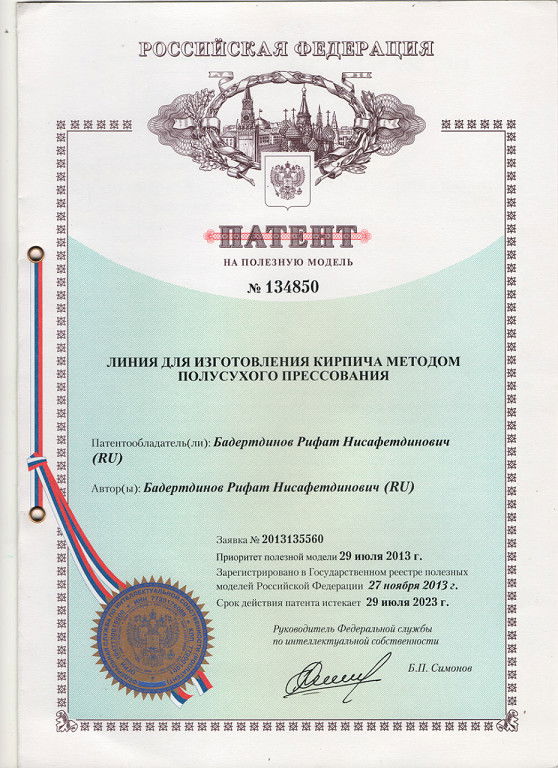 РОССИЙСКАЯ ФЕДЕРАЦИЯ
ПАТЕНТ
НА ПОЛЕЗНУЮ МОДЕЛЬ
№ 134850
ЛИНИЯ ДЛЯ ИЗГОТОВЛЕНИЯ КИРПИЧА МЕТОДОМ
ПОЛУСУХОГО ПРЕССОВАНИЯ
Патентообладатель(ли): Бадертдинов Рифат Нисафетдинович
(RU)
Автор(ы): Бадертдинов Рифат Нисафетдинович (RU)
Заявка № 2013135560
Приоритет полезной модели 29 июля 2013 г.
Зарегистрировано в Государственном реестре полезных
моделей Российской Федерации 27 ноября 2013 г.
Срок действия патента истекает 29 июля 2023 г.
Руководитель Федеральной службы
по интеллектуальной собственности
Б.П. Симонов